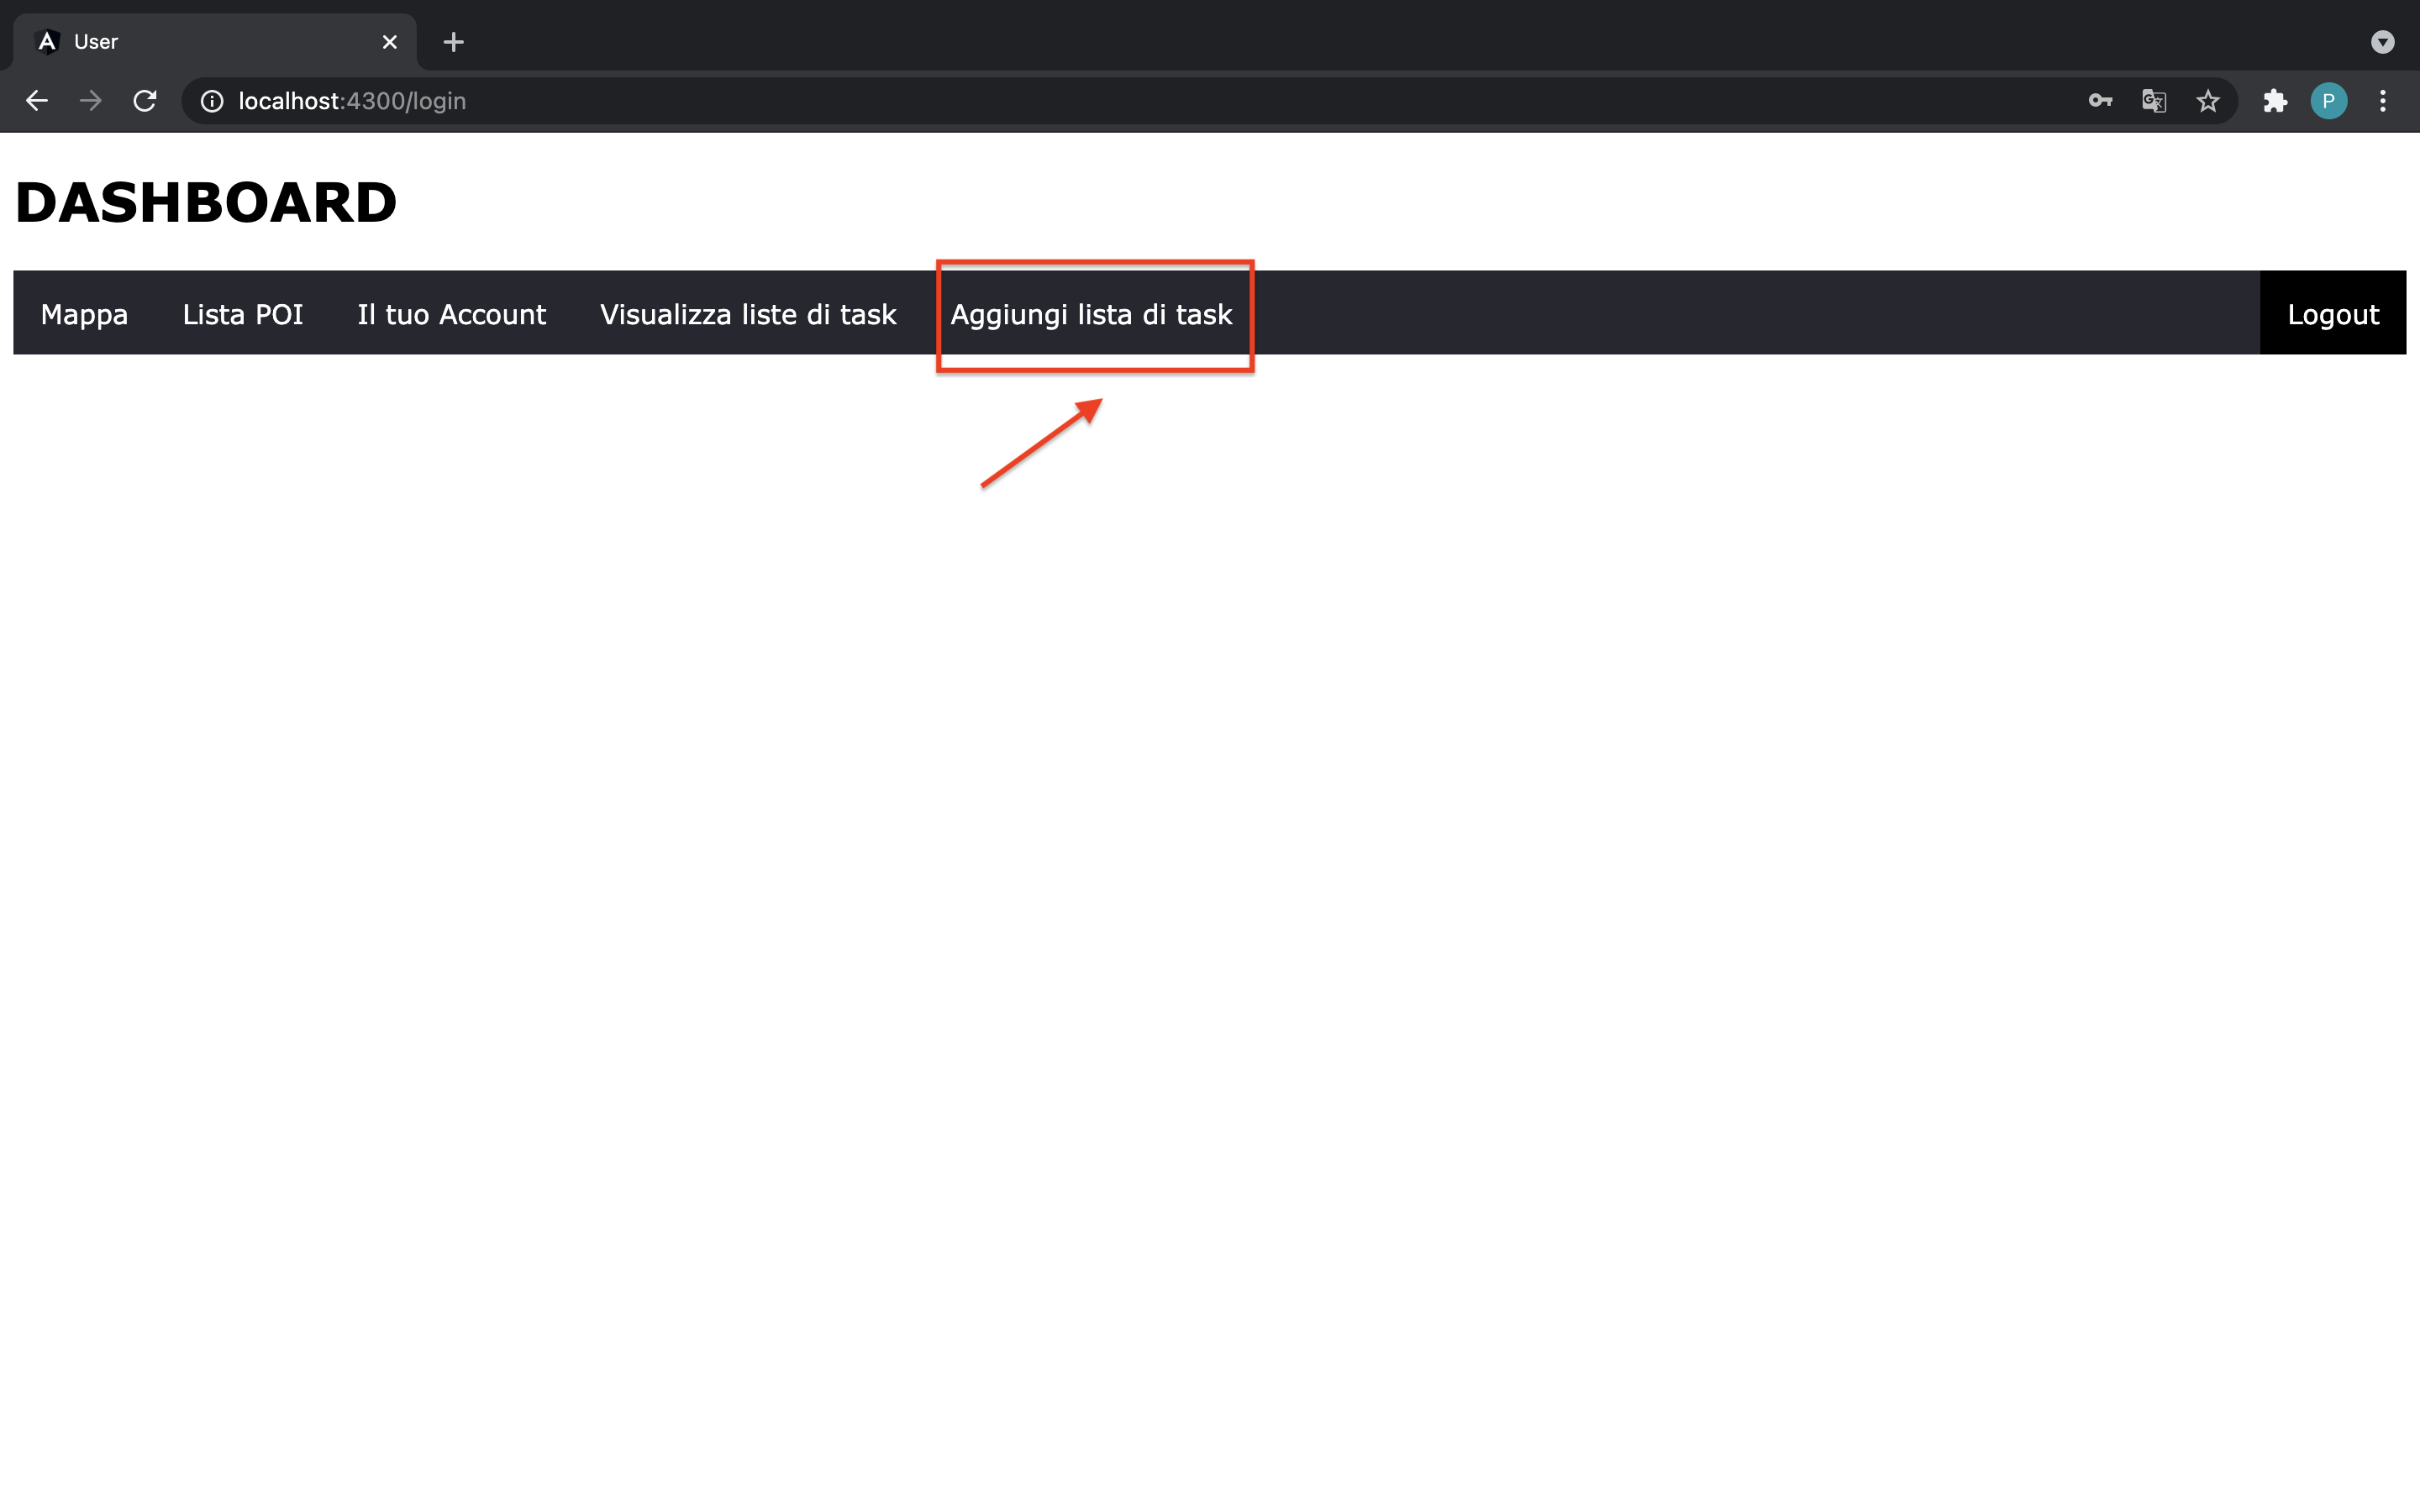 User
localhost:4300/login
P
DASHBOARD
Mappa Lista POI Il tuo Account Visualizza liste di task Aggiungi lista di task Logout